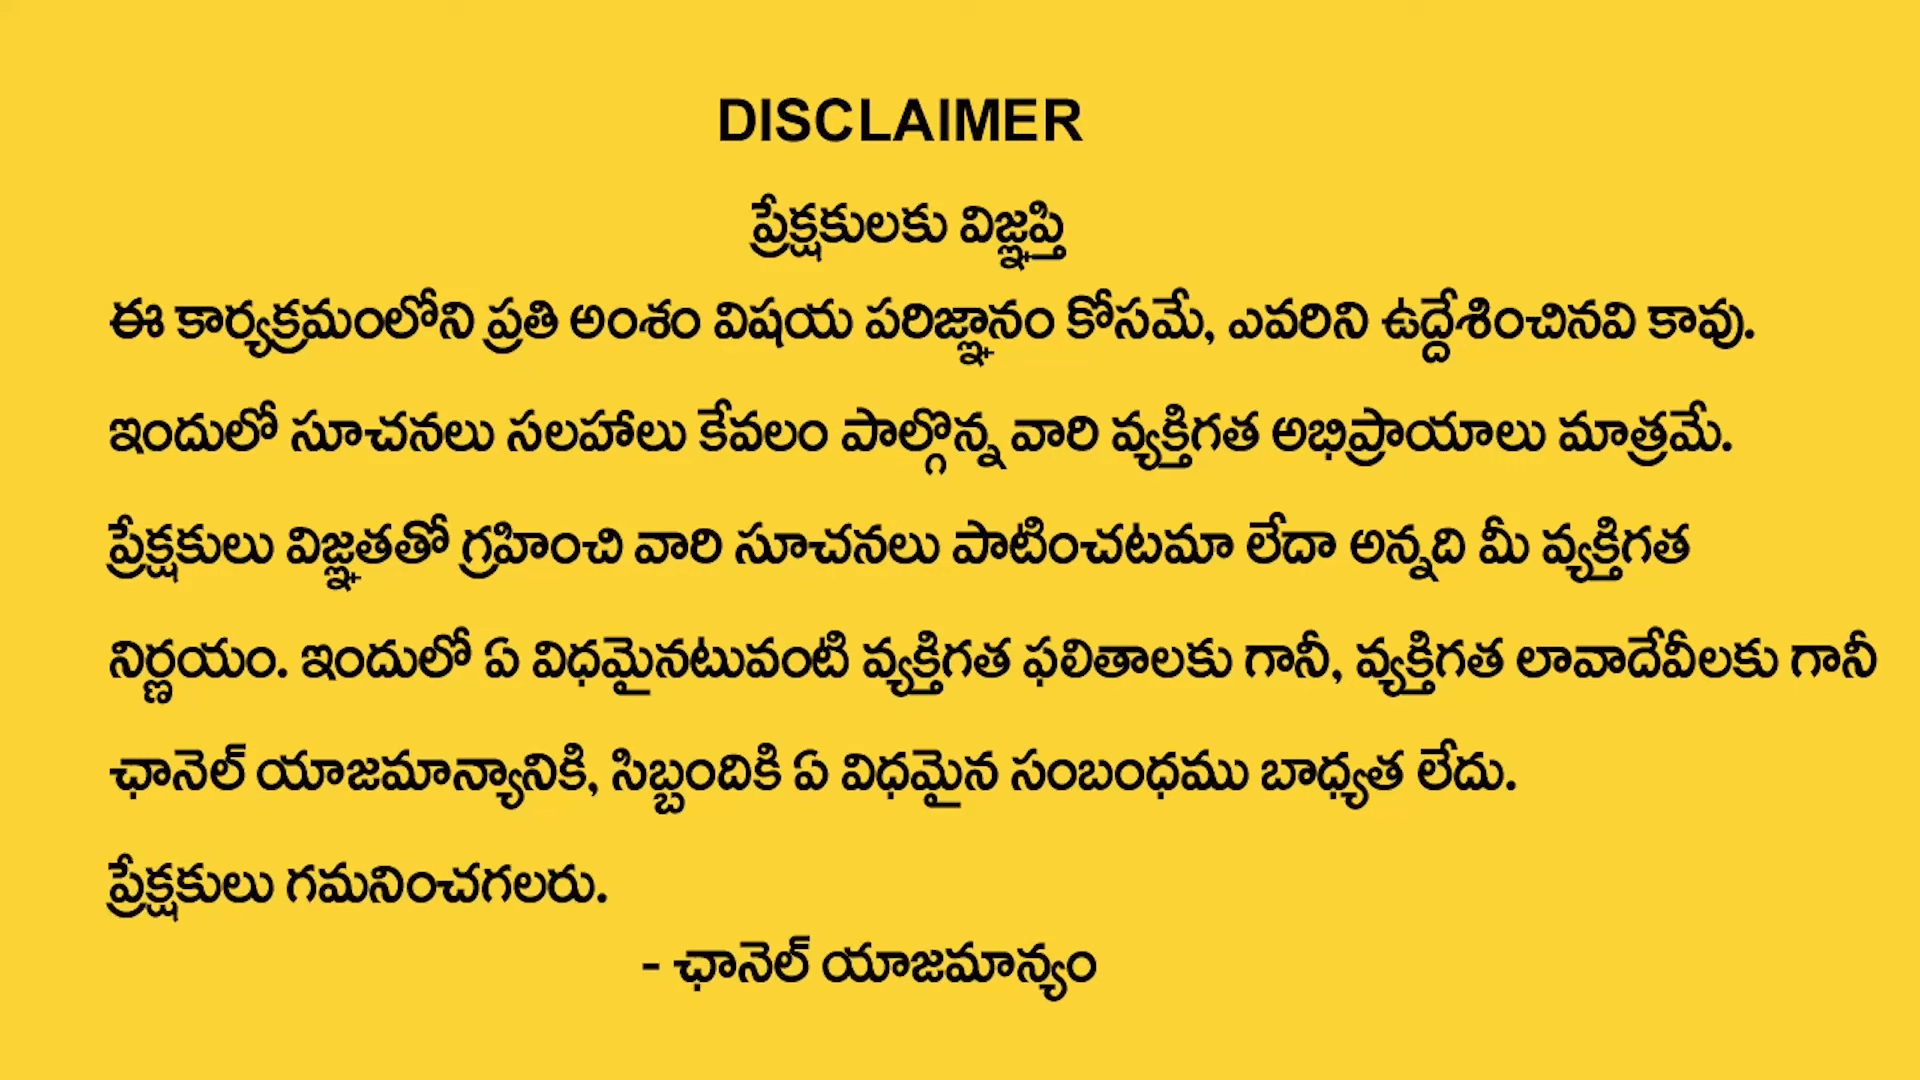 DISCLAIMER
ప్రేక్షకులకు విజ్ఞప్తి
ఈ కార్యక్రమంలోని ప్రతి అంశం విషయ పరిజ్ఞానం కోసమే, ఎవరిని ఉద్దేశించినవి కావు.
ఇందులో సూచనలు సలహాలు కేవలం పాల్గొన్న వారి వ్యక్తిగత అభిప్రాయాలు మాత్రమే.
ప్రేక్షకులు విజ్ఞతతో గ్రహించి వారి సూచనలు పాటించటమా లేదా అన్నది మీ వ్యక్తిగత
నిర్ణయం. ఇందులో ఏ విధమైనటువంటి వ్యక్తిగత ఫలితాలకు గానీ, వ్యక్తిగత లావాదేవీలకు గానీ
ఛానెల్ యాజమాన్యానికి, సిబ్బందికి ఏ విధమైన సంబంధము బాధ్యత లేదు.
ప్రేక్షకులు గమనించగలరు.
- ఛానెల్ యాజమాన్యం